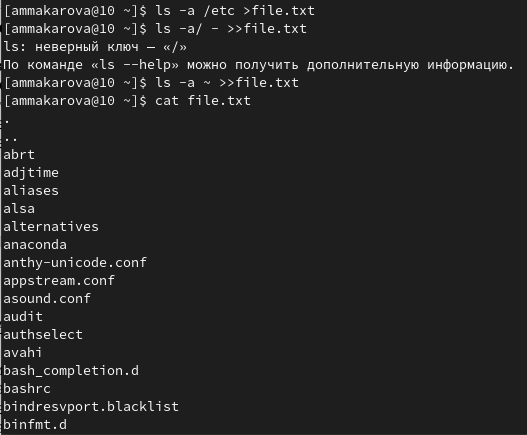 [ammakarova@10 ~]$ ls -a /etc >file.txt
[ammakarova@10 ~]$ ls -a/ - >>file.txt
ls: неверный ключ — «/»
По команде «ls --help» можно получить дополнительную информацию.
[ammakarova@10 ~]$ ls -a ~ >>file.txt
[ammakarova@10 ~]$ cat file.txt
.
..
abrt
adjtime
aliases
alsa
alternatives
anaconda
anthy-unicode.conf
appstream.conf
asound.conf
audit
authselect
avahi
bash_completion.d
bashrc
bindresvport.blacklist
binfmt.d